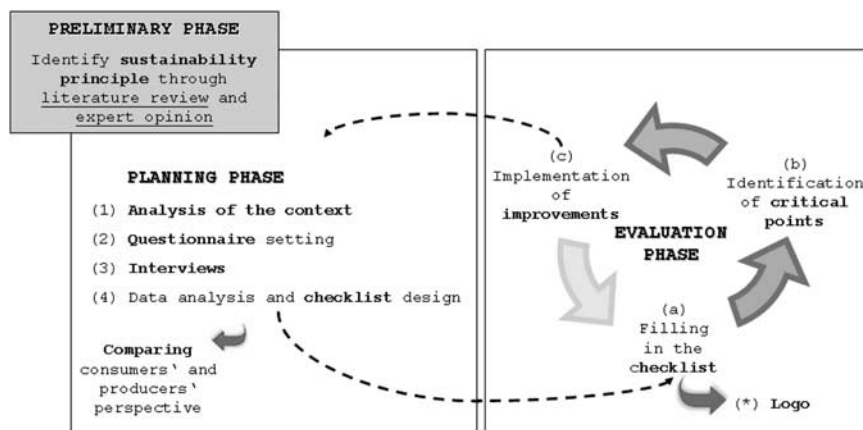 PRELIMINARY PHASE
Identify sustainability
principle through
literature review and
expert opinion
PLANNING PHASE
(1) Analysis of the context
(2) Questionnaire setting
(3) Interviews
(4) Data analysis and checklist design
Comparing
consumers' and
producers'
perspective
(c)
Implementation
of
improvements
(b)
Identification
of critical
points
EVALUATION
PHASE
(a)
Filling
in the
checklist
(*) Logo